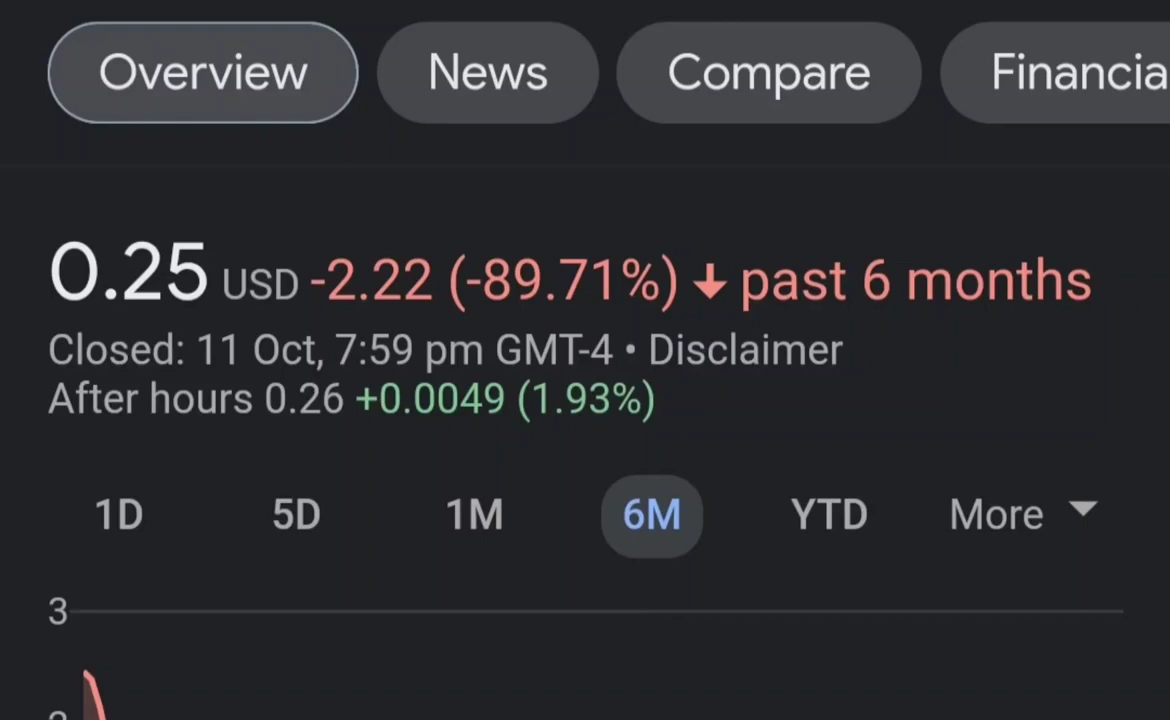 Overview News Compare Financia
0.25 USD -2.22 (-89.71%) ↓ past 6 months
Closed: 11 Oct, 7:59 pm GMT-4 • Disclaimer
After hours 0.26 +0.0049 (1.93%)
1D 5D 1M 6M YTD More
3